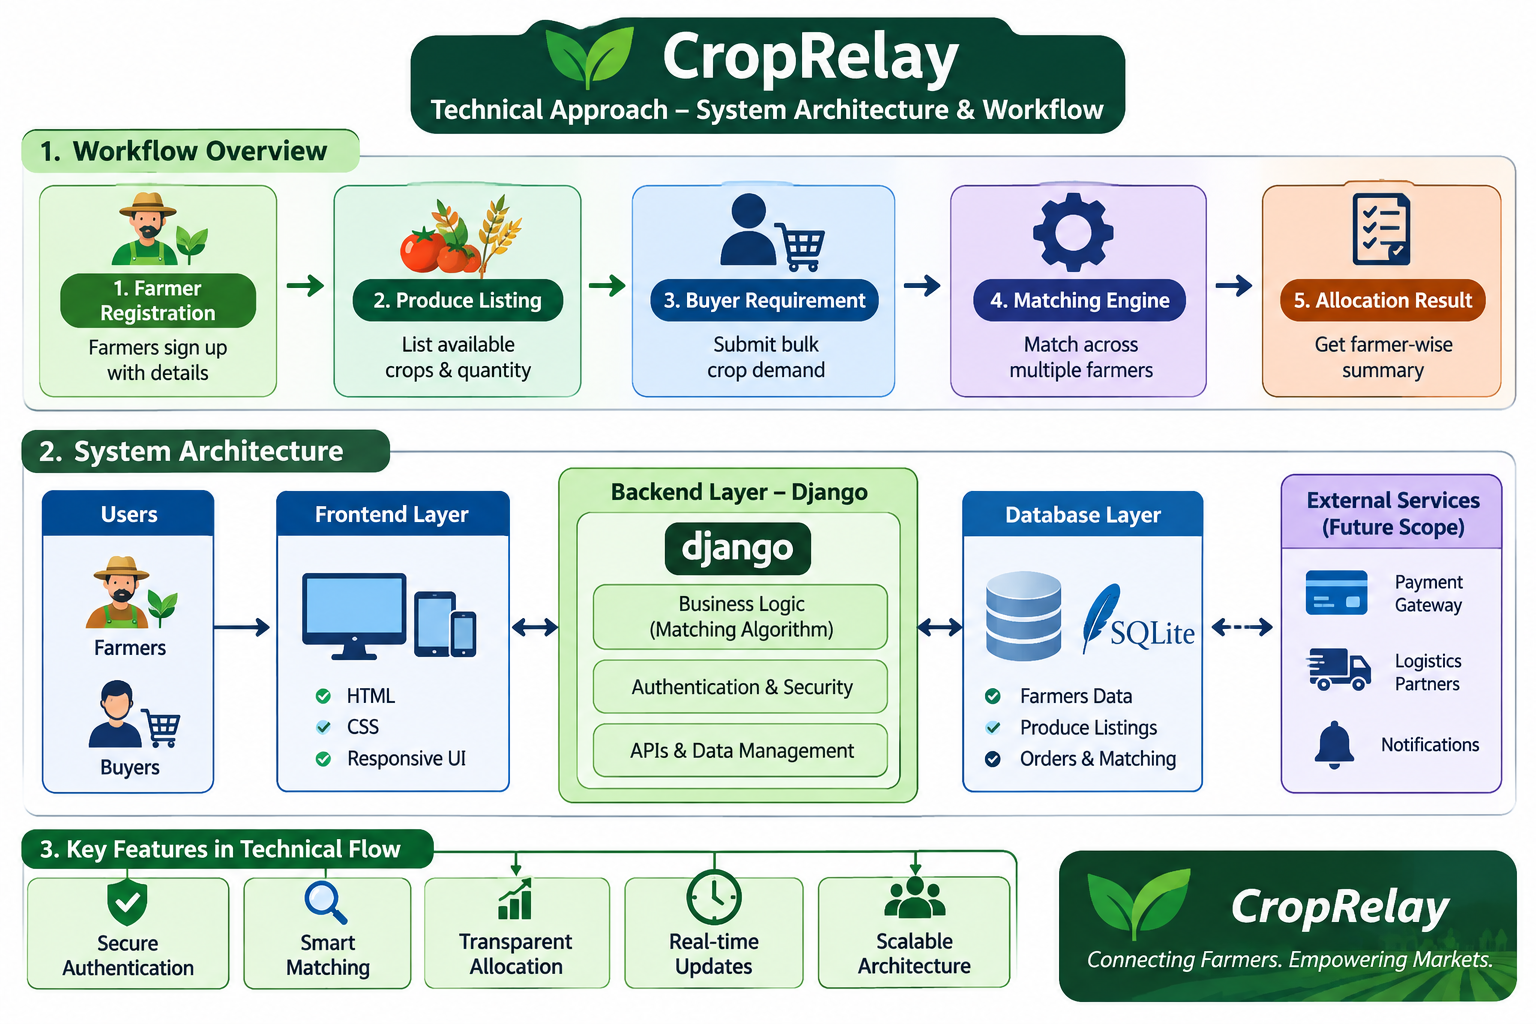 CropRelay
Technical Approach – System Architecture & Workflow
1. Workflow Overview
1. Farmer
Registration
Farmers sign up
with details
2. Produce Listing
List available
crops & quantity
3. Buyer Requirement
Submit bulk
crop demand
4. Matching Engine
Match across
multiple farmers
5. Allocation Result
Get farmer-wise
summary
2. System Architecture
Users
Farmers
Buyers
Frontend Layer
HTML
CSS
Responsive UI
Backend Layer – Django
django
Business Logic
(Matching Algorithm)
Authentication & Security
APIs & Data Management
Database Layer
SQLite
Farmers Data
Produce Listings
Orders & Matching
External Services
(Future Scope)
Payment
Gateway
Logistics
Partners
Notifications
3. Key Features in Technical Flow
Secure
Authentication
Smart
Matching
Transparent
Allocation
Real-time
Updates
Scalable
Architecture
CropRelay
Connecting Farmers. Empowering Markets.